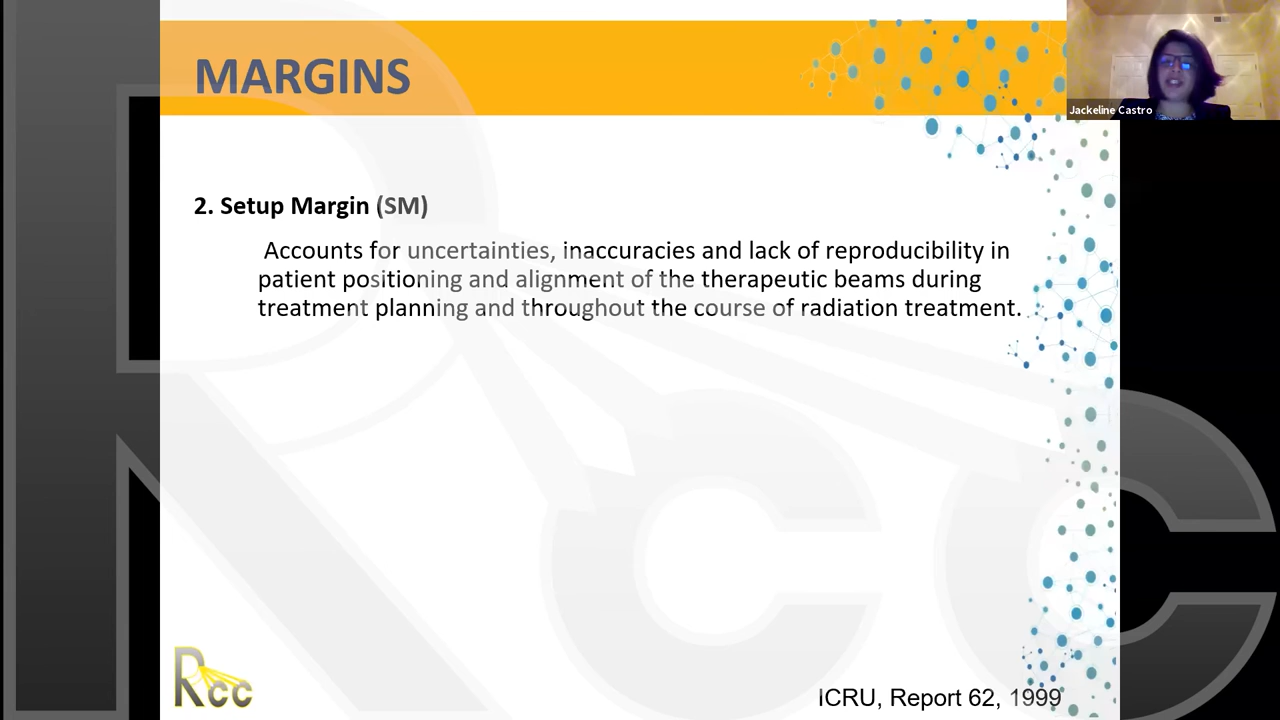 MARGINS
Jackeline Castro
2. Setup Margin (SM)
Accounts for uncertainties, inaccuracies and lack of reproducibility in
patient positioning and alignment of the therapeutic beams during
treatment planning and throughout the course of radiation treatment.
Rcc
ICRU, Report 62, 1999
Rcc